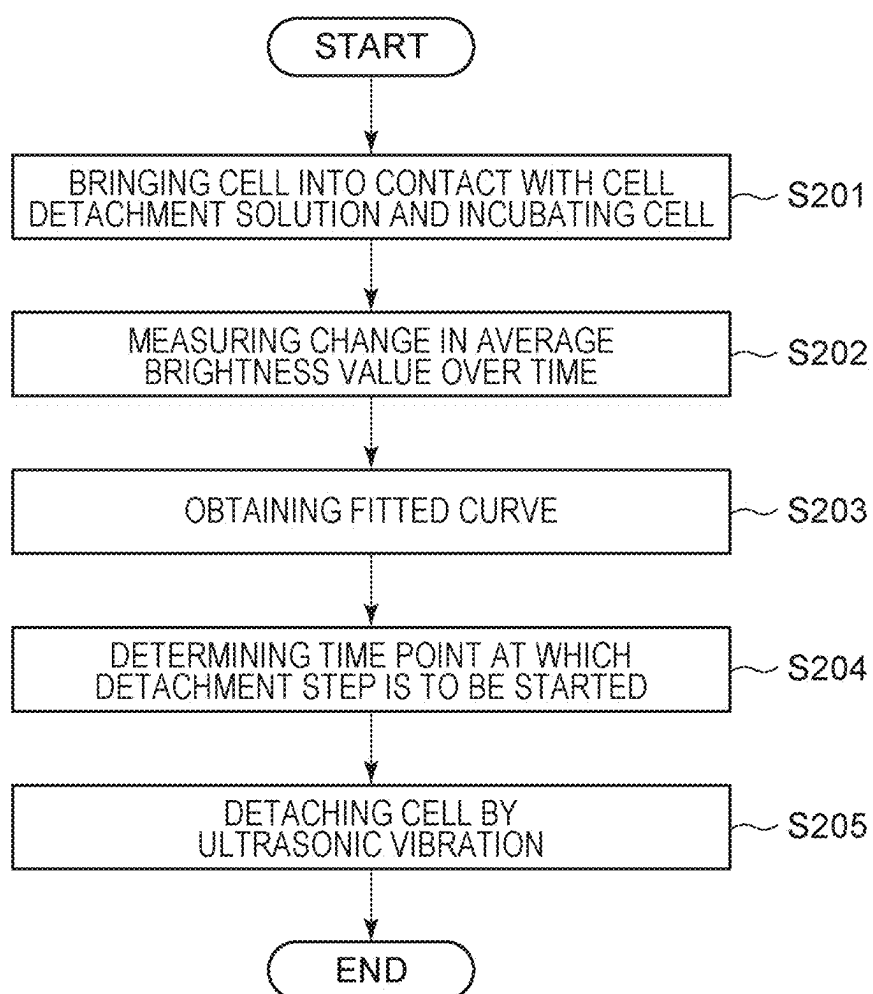 START
BRINGING CELL INTO CONTACT WITH CELL
DETACHMENT SOLUTION AND INCUBATING CELL
S201
MEASURING CHANGE IN AVERAGE
BRIGHTNESS VALUE OVER TIME
S202
OBTAINING FITTED CURVE
S203
DETERMINING TIME POINT AT WHICH
DETACHMENT STEP IS TO BE STARTED
S204
DETACHING CELL BY
ULTRASONIC VIBRATION
S205
END